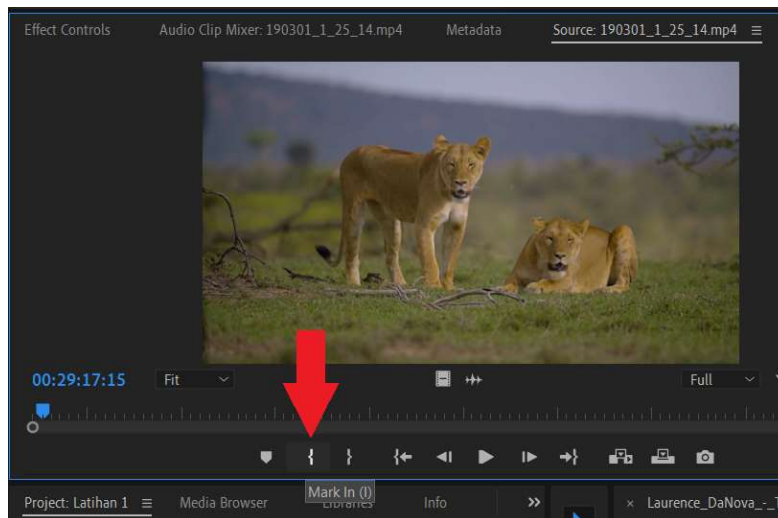 Effect Controls Audio Clip Mixer: 190301_1_25_14.mp4 Metadata Source: 190301_1_25_14.mp4
00:29:17:15 Fit Full
Mark In (I)
Project: Latihan 1 Media Browser Libraries Info × Laurence_DaNova_-_